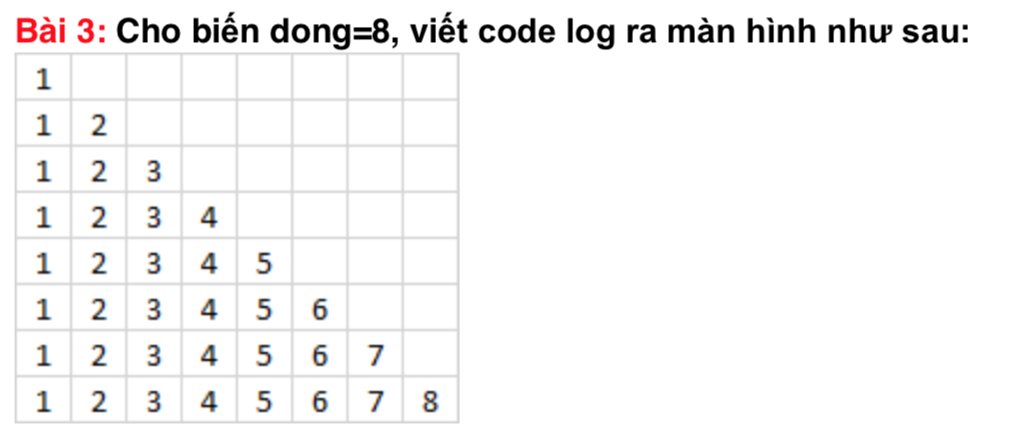 Bài 3: Cho biến dong=8, viết code log ra màn hình như sau:
1
1 2
1 2 3
1 2 3 4
1 2 3 4 5
1 2 3 4 5 6
1 2 3 4 5 6 7
1 2 3 4 5 6 7 8